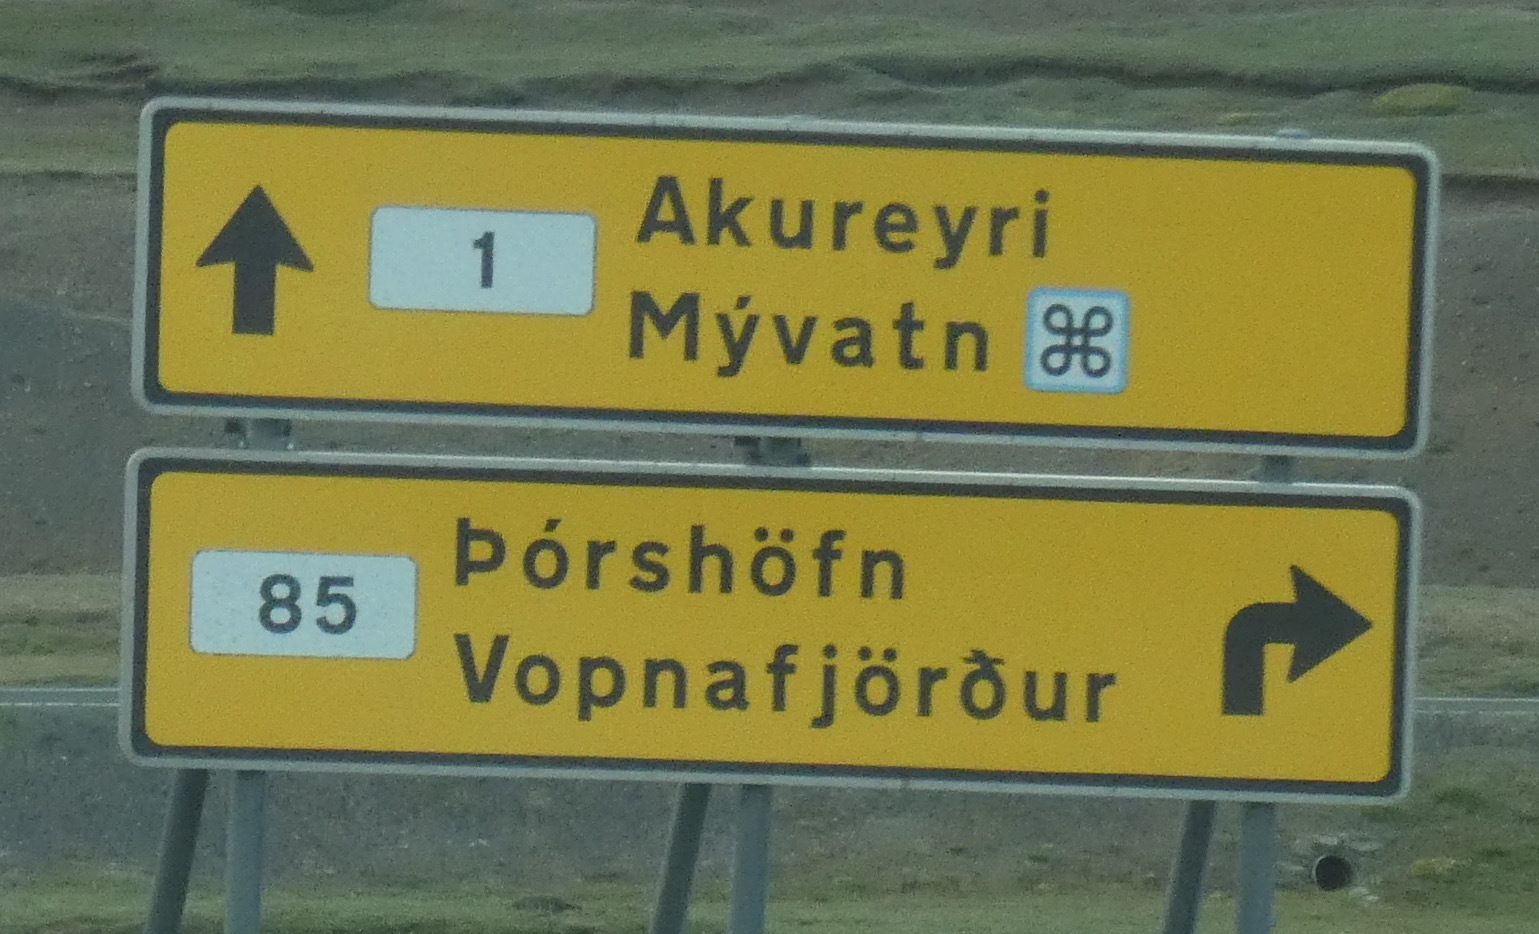 1 Akureyri
Mývatn ⌘
85 Þórshöfn
Vopnafjörður